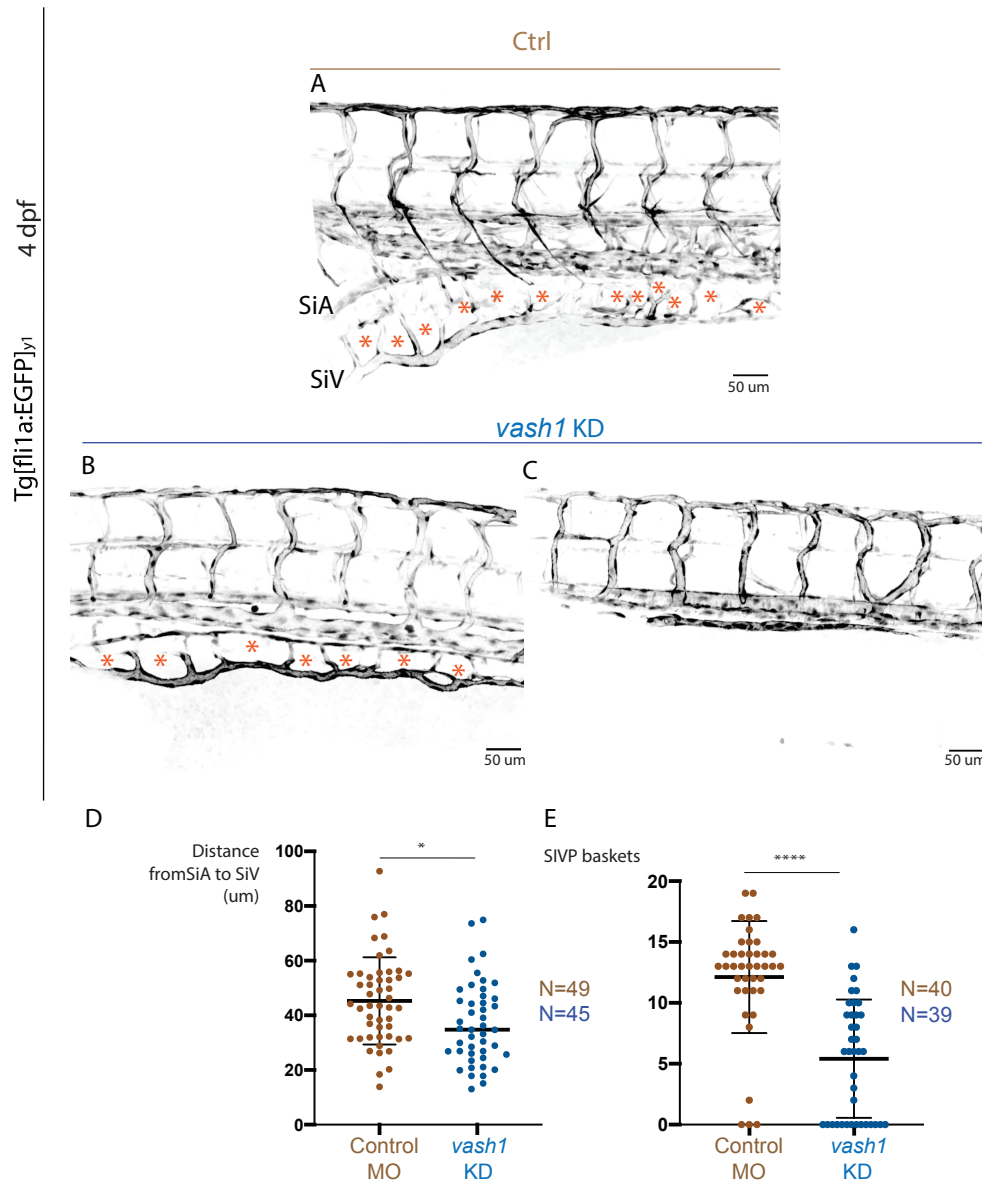 Ctrl
A
SiA
SiV
* * * * * * * * * * * *
50 um
4 dpf
Tg[fli1a:EGFP]y1
vash1 KD
B
* * * * * * *
50 um
C
50 um
D
Distance
fromSiA to SiV
(um)
*
100
80
60
40
20
0
N=49
N=45
Control
MO
vash1
KD
E
SIVP baskets
****
20
15
10
5
0
N=40
N=39
Control
MO
vash1
KD